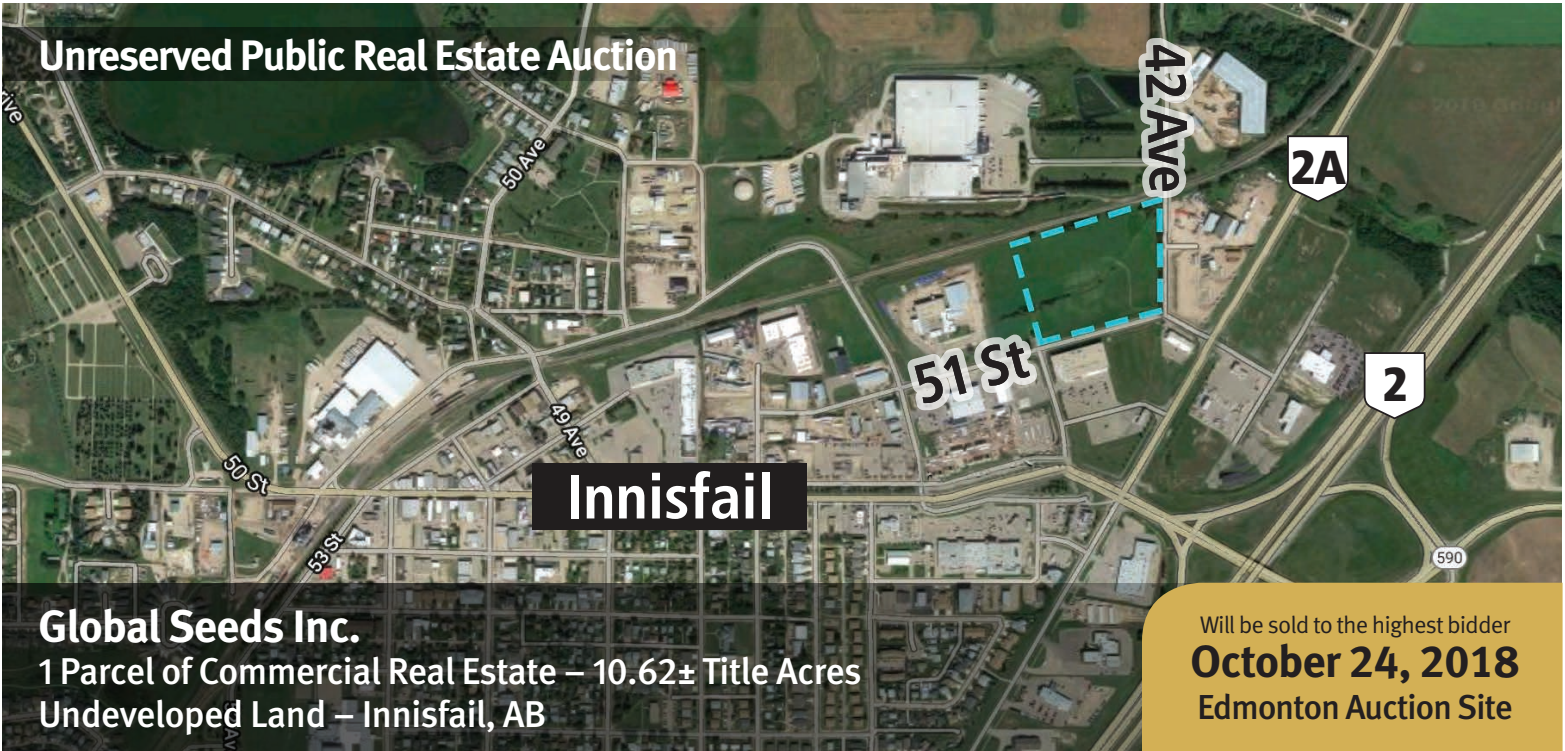 Unreserved Public Real Estate Auction
42 Ave
2A
50 Ave
51 St
2
49 Ave
50 St
Innisfail
53 St
590
Global Seeds Inc.
1 Parcel of Commercial Real Estate – 10.62± Title Acres
Undeveloped Land – Innisfail, AB
Will be sold to the highest bidder
October 24, 2018
Edmonton Auction Site